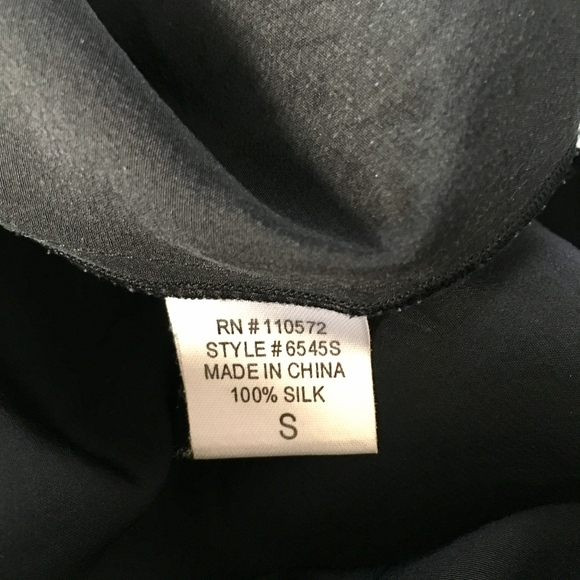 RN # 110572
STYLE # 6545S
MADE IN CHINA
100% SILK
S